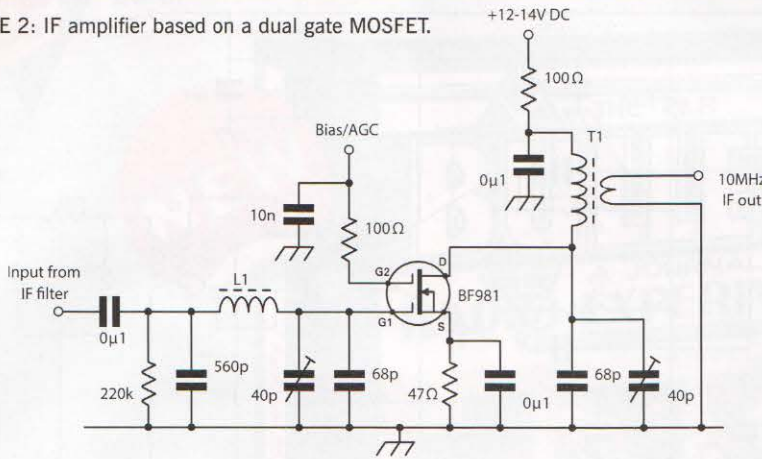 E 2: IF amplifier based on a dual gate MOSFET.
+12-14V DC
100Ω
T1
Bias/AGC
0µ1
10MHz
IF out
10n
100Ω
Input from
IF filter
L1
G2
D
BF981
G1
S
0µ1
220k
560p
40p
68p
47Ω
0µ1
68p
40p